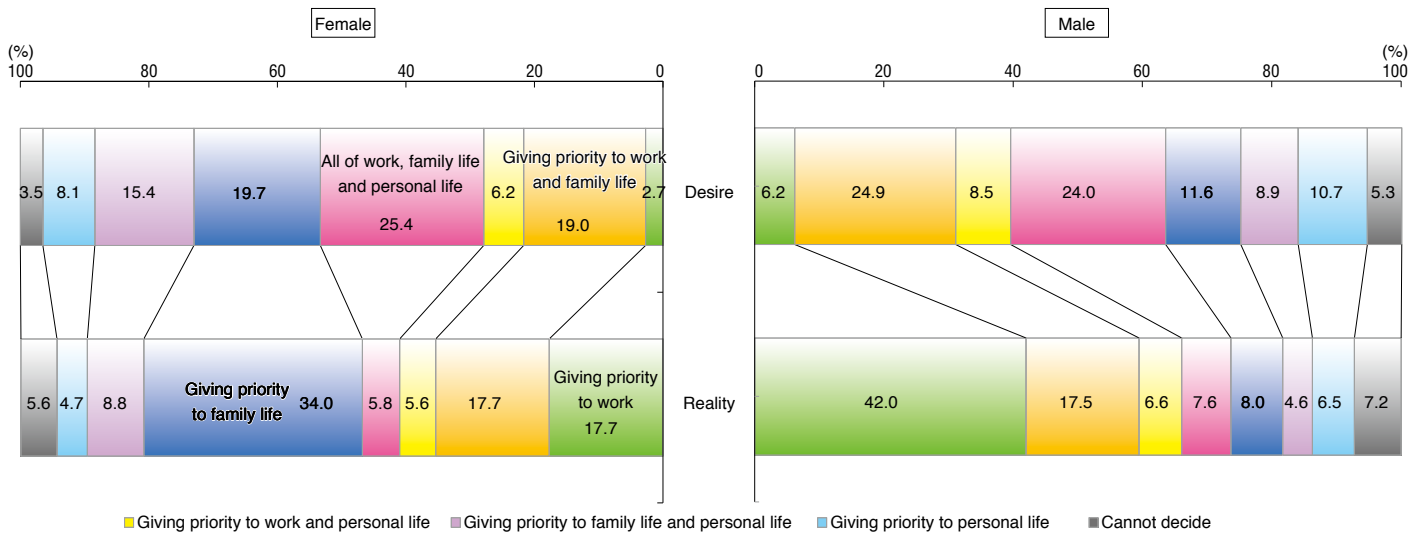 Female
Male
(%)
(%)
100 80 60 40 20 0
0 20 40 60 80 100
All of work, family life
and personal life
Giving priority to work
and family life
3.5 8.1 15.4 19.7 25.4 6.2 19.0 2.7
Desire
6.2 24.9 8.5 24.0 11.6 8.9 10.7 5.3
Giving priority
to family life
Giving priority
to work
5.6 4.7 8.8 34.0 5.8 5.6 17.7 17.7
Reality
42.0 17.5 6.6 7.6 8.0 4.6 6.5 7.2
Giving priority to work and personal life
Giving priority to family life and personal life
Giving priority to personal life
Cannot decide